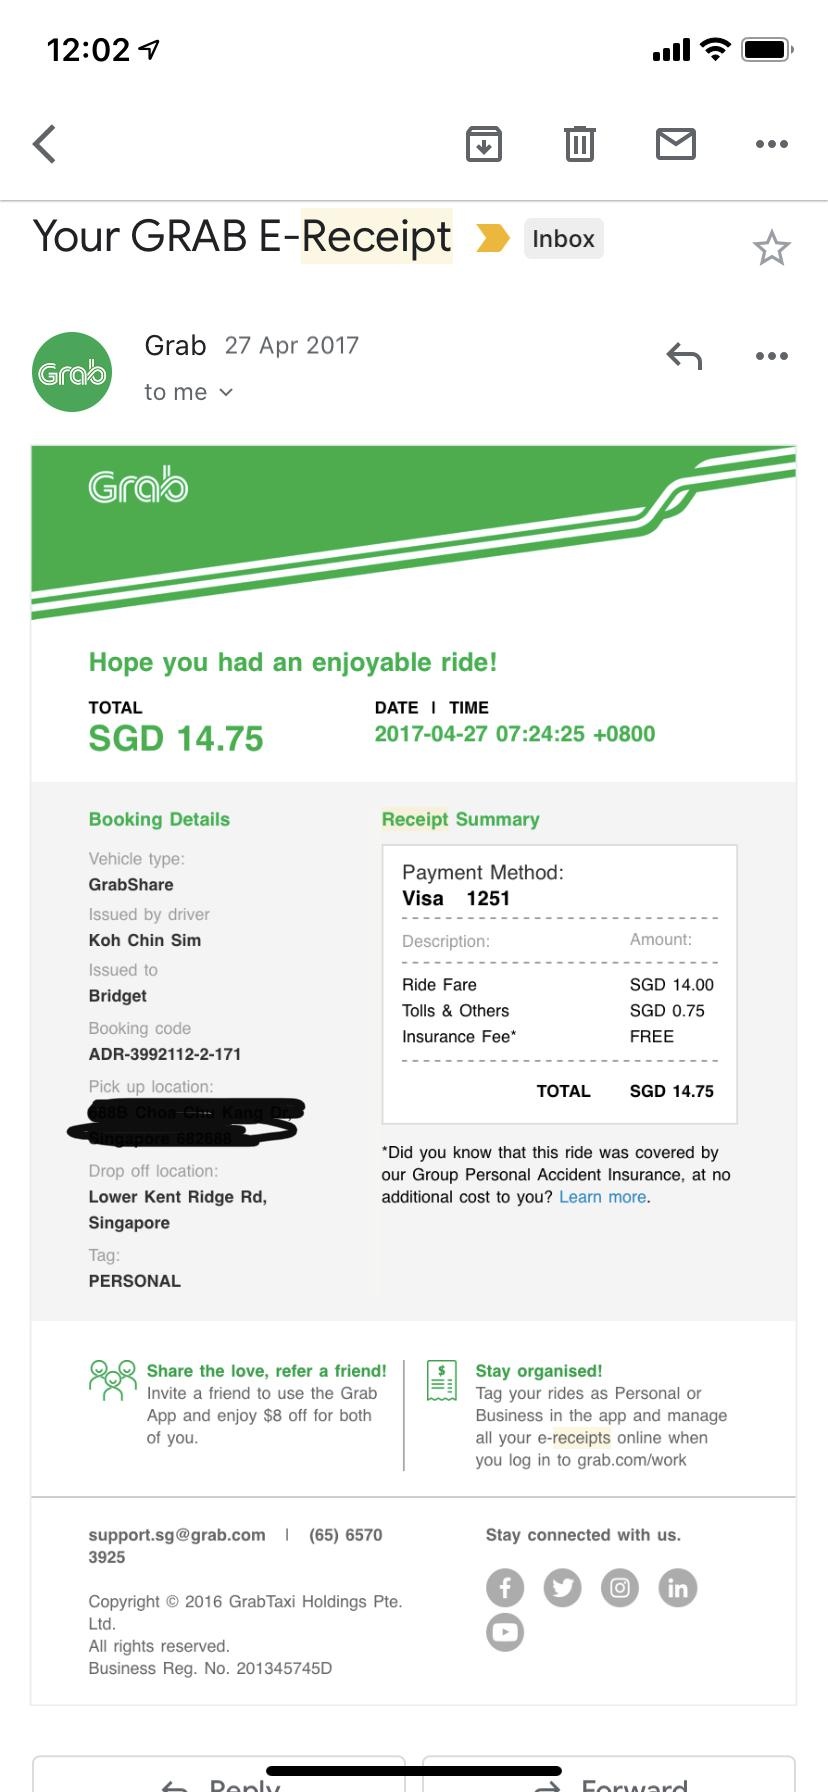 12:02
Your GRAB E-Receipt Inbox
Grab 27 Apr 2017
to me
Grab
Grab
Hope you had an enjoyable ride!
TOTAL
SGD 14.75
DATE | TIME
2017-04-27 07:24:25 +0800
Booking Details
Vehicle type:
GrabShare
Issued by driver
Koh Chin Sim
Issued to
Bridget
Booking code
ADR-3992112-2-171
Pick up location:
Drop off location:
Lower Kent Ridge Rd,
Singapore
Tag:
PERSONAL
Receipt Summary
Payment Method:
Visa 1251
Description: Amount:
Ride Fare SGD 14.00
Tolls & Others SGD 0.75
Insurance Fee* FREE
TOTAL SGD 14.75
*Did you know that this ride was covered by
our Group Personal Accident Insurance, at no
additional cost to you? Learn more.
Share the love, refer a friend!
Invite a friend to use the Grab
App and enjoy $8 off for both
of you.
Stay organised!
Tag your rides as Personal or
Business in the app and manage
all your e-receipts online when
you log in to grab.com/work
support.sg@grab.com | (65) 6570
3925
Copyright © 2016 GrabTaxi Holdings Pte.
Ltd.
All rights reserved.
Business Reg. No. 201345745D
Stay connected with us.
Reply Forward